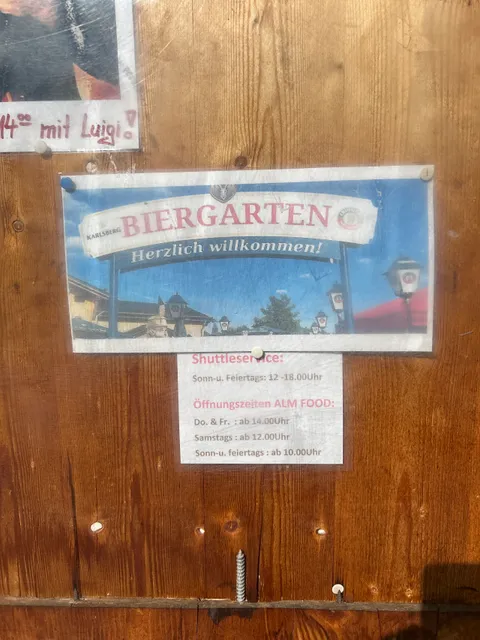 14⁰⁰ mit Luigi!
KARLSBERG BIERGARTEN
Herzlich willkommen!
Shuttleservice:
Sonn-u. Feiertags: 12 -18.00Uhr
Öffnungszeiten ALM FOOD:
Do. & Fr. : ab 14.00Uhr
Samstags : ab 12.00Uhr
Sonn-u. feiertags : ab 10.00Uhr